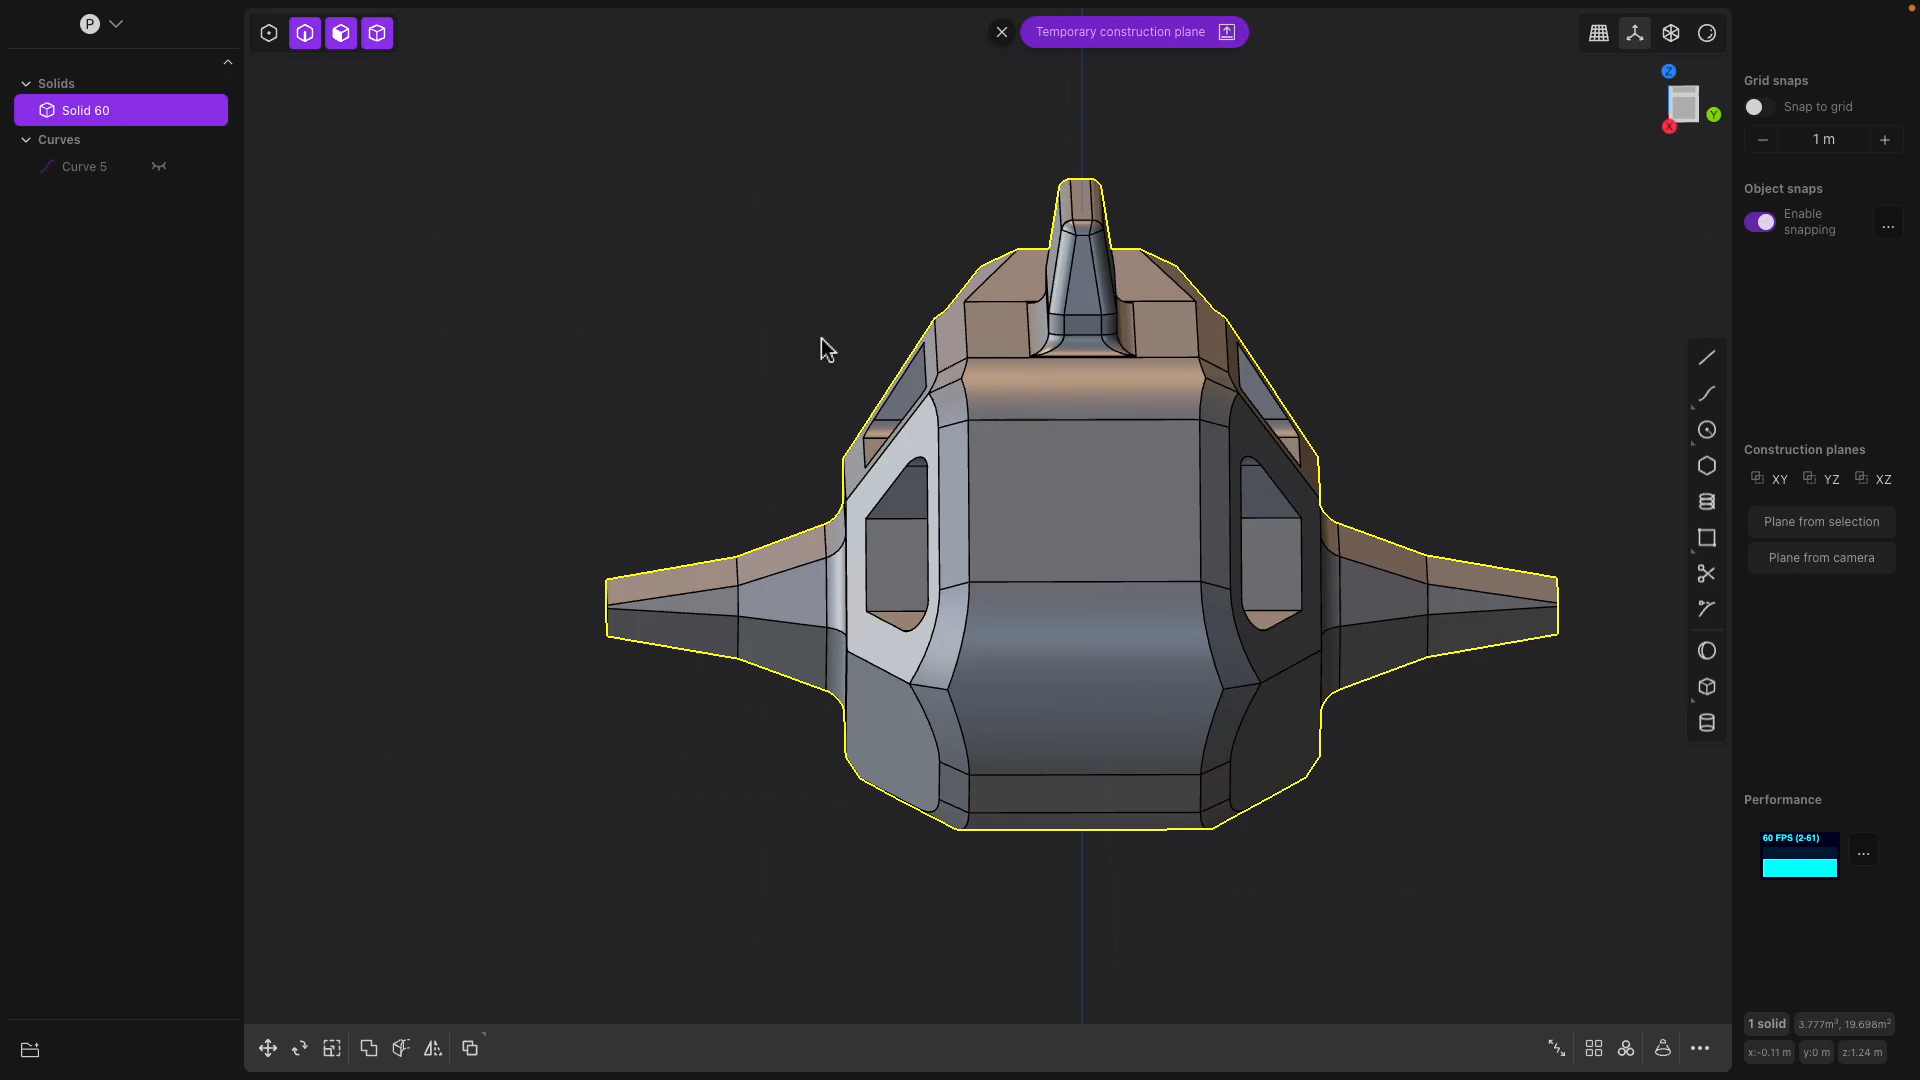 P
Solids
Solid 60
Curves
Curve 5
Temporary construction plane
Z
Y
X
Grid snaps
Snap to grid
1 m
Object snaps
Enable
snapping
...
Construction planes
XY
YZ
XZ
Plane from selection
Plane from camera
Performance
60 FPS (2-61)
...
1 solid
3.777m³, 19.698m²
x:-0.11 m
y:0 m
z:1.24 m